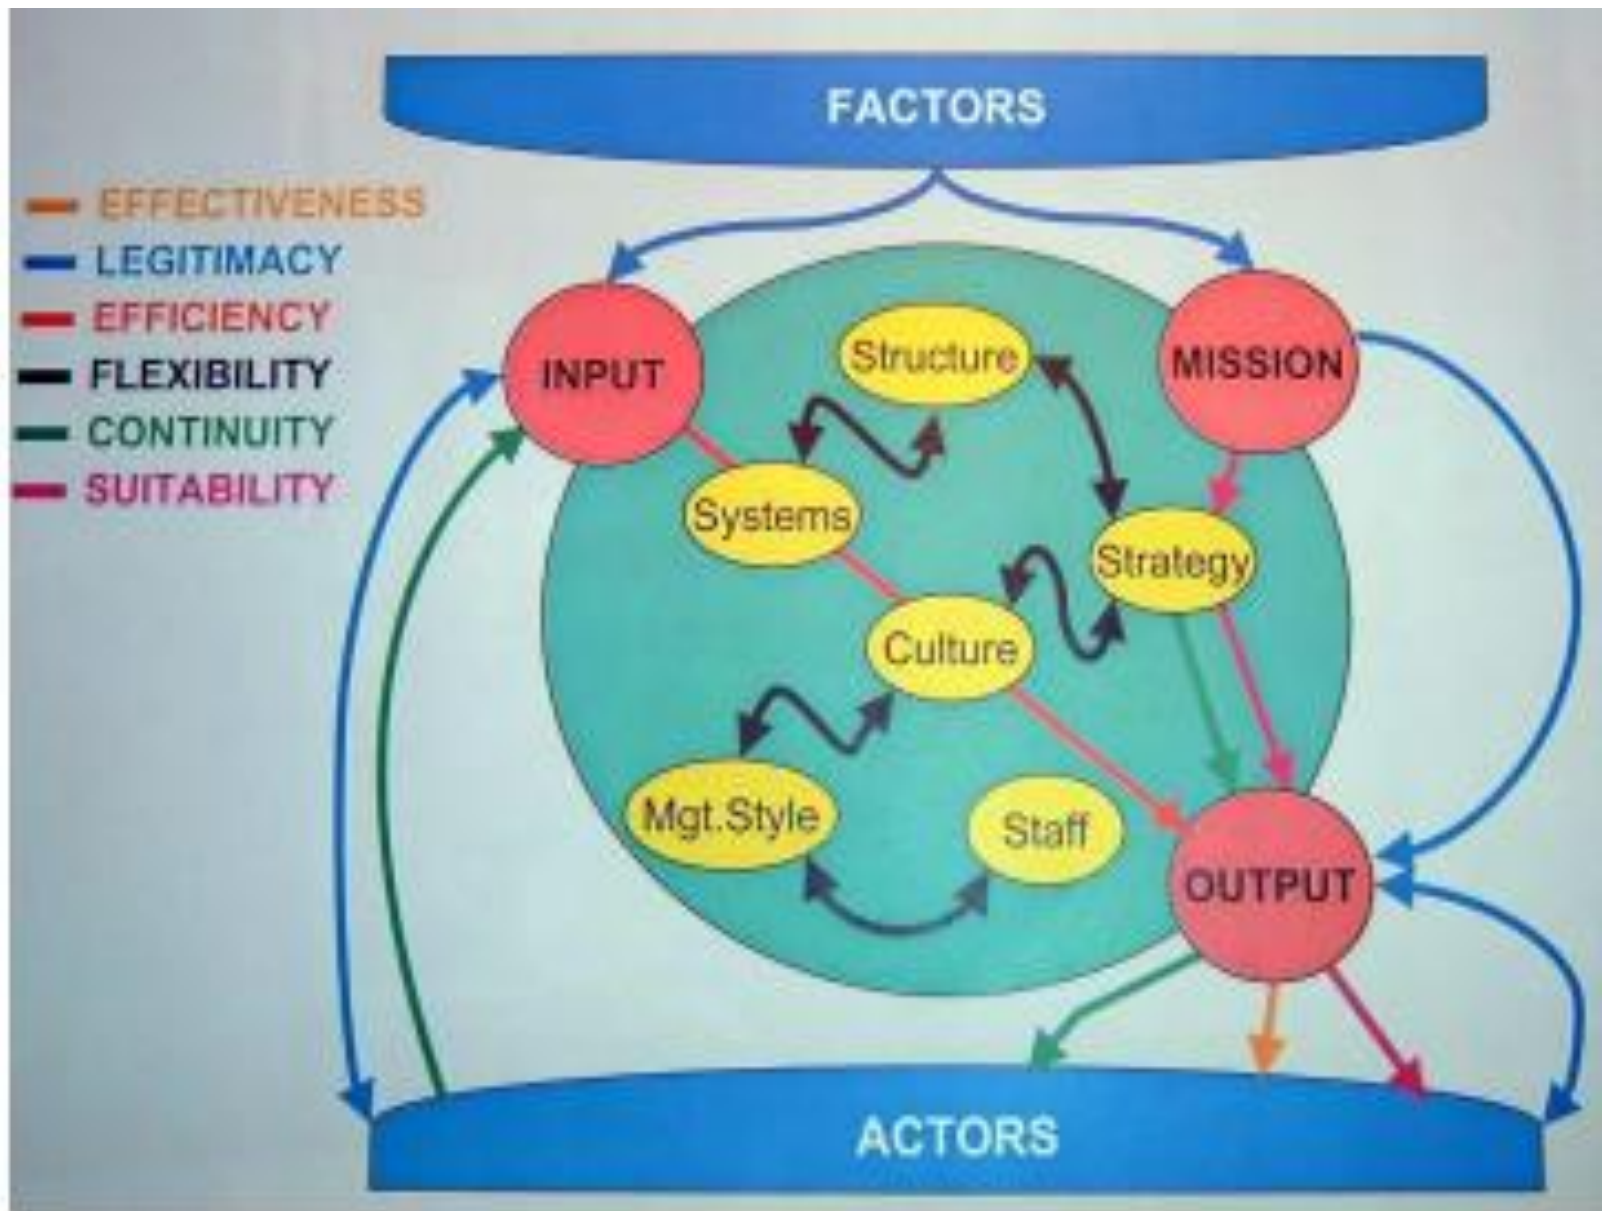 FACTORS
EFFECTIVENESS
LEGITIMACY
EFFICIENCY
FLEXIBILITY
CONTINUITY
SUITABILITY
INPUT
MISSION
Structure
Systems
Strategy
Culture
Mgt.Style
Staff
OUTPUT
ACTORS